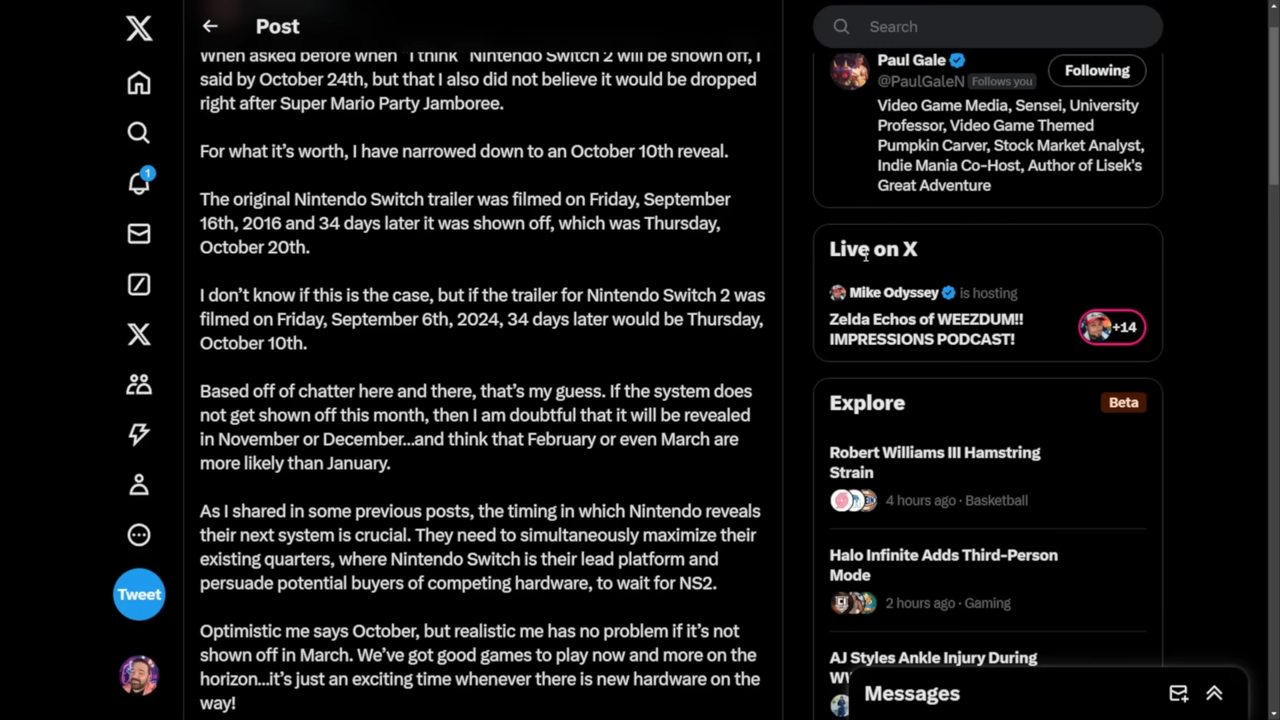 Post
When asked before when "I think" Nintendo Switch 2 will be shown off, I
said by October 24th, but that I also did not believe it would be dropped
right after Super Mario Party Jamboree.
For what it’s worth, I have narrowed down to an October 10th reveal.
The original Nintendo Switch trailer was filmed on Friday, September
16th, 2016 and 34 days later it was shown off, which was Thursday,
October 20th.
I don’t know if this is the case, but if the trailer for Nintendo Switch 2 was
filmed on Friday, September 6th, 2024, 34 days later would be Thursday,
October 10th.
Based off of chatter here and there, that’s my guess. If the system does
not get shown off this month, then I am doubtful that it will be revealed
in November or December...and think that February or even March are
more likely than January.
As I shared in some previous posts, the timing in which Nintendo reveals
their next system is crucial. They need to simultaneously maximize their
existing quarters, where Nintendo Switch is their lead platform and
persuade potential buyers of competing hardware, to wait for NS2.
Optimistic me says October, but realistic me has no problem if it’s not
shown off in March. We’ve got good games to play now and more on the
horizon...it’s just an exciting time whenever there is new hardware on the
way!
1
Tweet
Search
Paul Gale
@PaulGaleN Follows you
Following
Video Game Media, Sensei, University
Professor, Video Game Themed
Pumpkin Carver, Stock Market Analyst,
Indie Mania Co-Host, Author of Lisek's
Great Adventure
Live on X
Mike Odyssey is hosting
Zelda Echos of WEEZDUM!!
IMPRESSIONS PODCAST!
+14
Explore
Beta
Robert Williams III Hamstring
Strain
4 hours ago · Basketball
Halo Infinite Adds Third-Person
Mode
2 hours ago · Gaming
AJ Styles Ankle Injury During
Messages